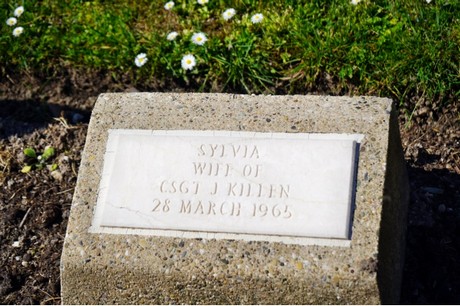 SYLVIA
WIFE OF
CSGT J KILLEN
28 MARCH 1965